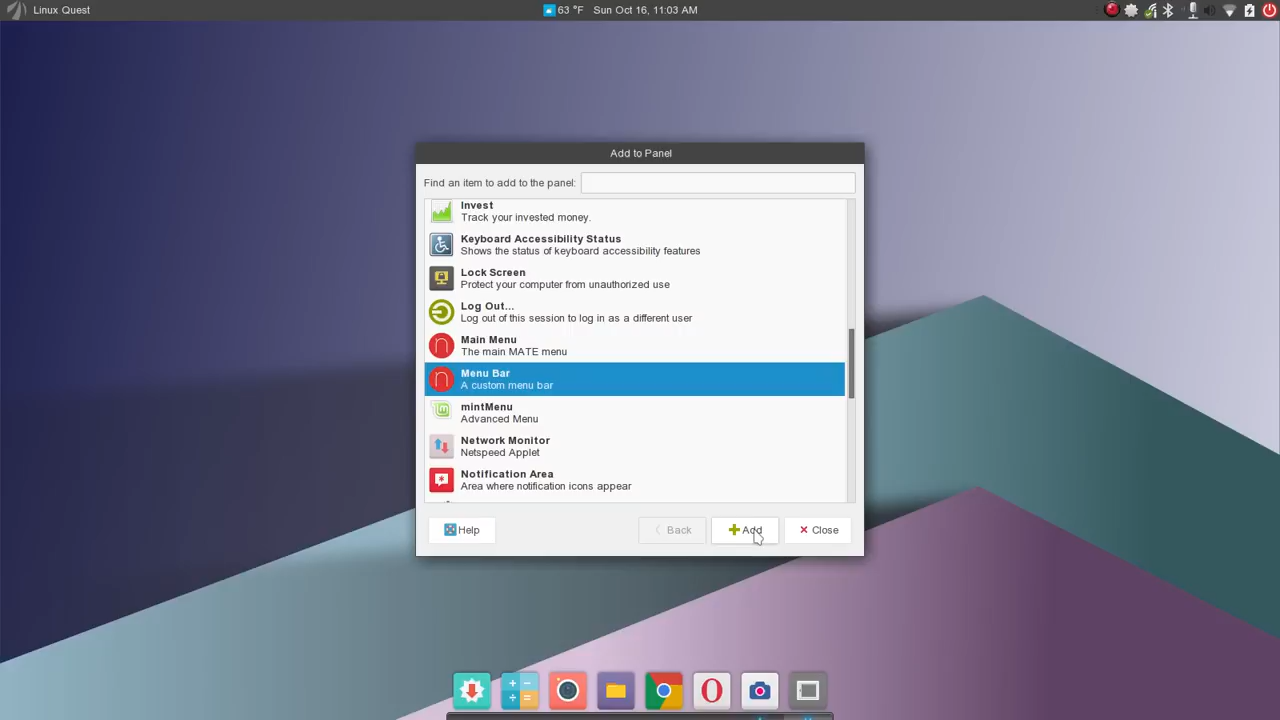 Linux Quest
63 °F Sun Oct 16, 11:03 AM
Add to Panel
Find an item to add to the panel:
Invest
Track your invested money.
Keyboard Accessibility Status
Shows the status of keyboard accessibility features
Lock Screen
Protect your computer from unauthorized use
Log Out...
Log out of this session to log in as a different user
Main Menu
The main MATE menu
Menu Bar
A custom menu bar
mintMenu
Advanced Menu
Network Monitor
Netspeed Applet
Notification Area
Area where notification icons appear
Help
Back
Add
Close